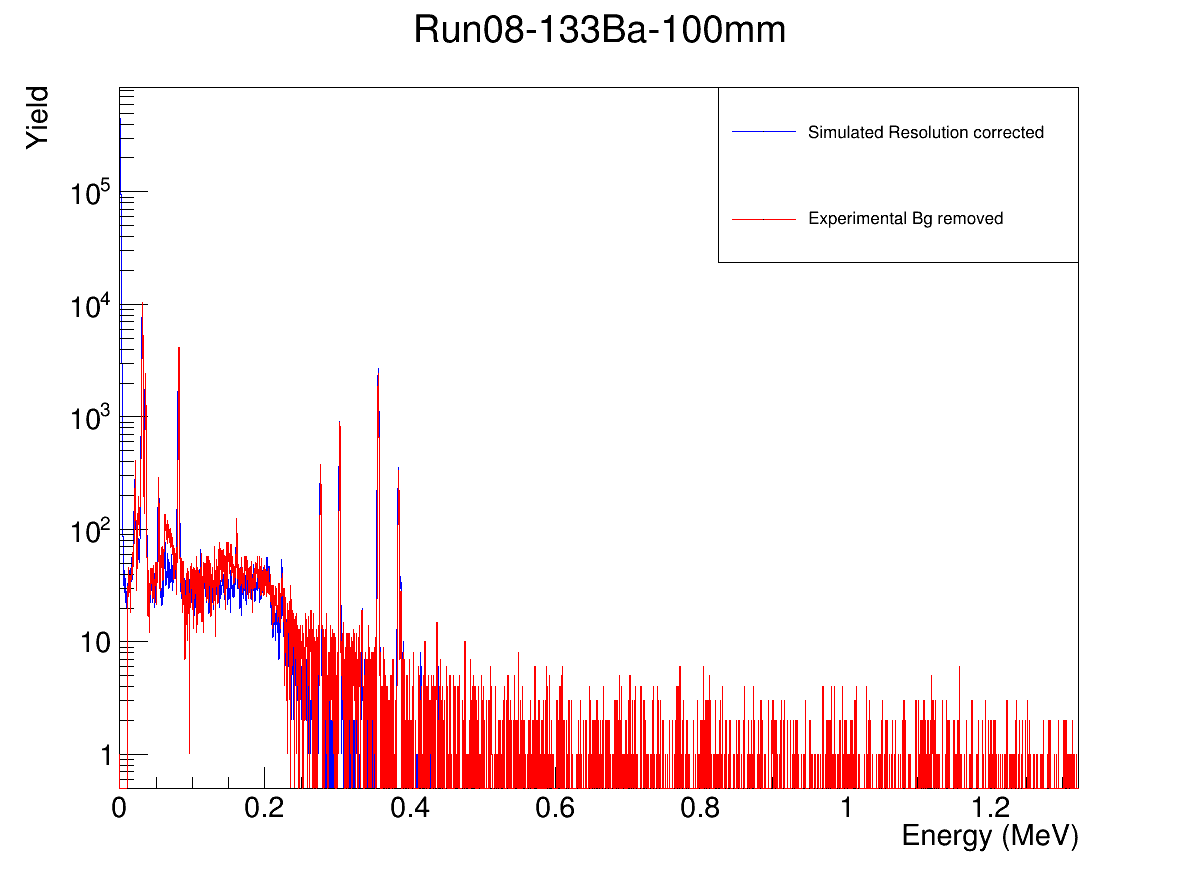 Run08-133Ba-100mm
Yield
Simulated Resolution corrected
Experimental Bg removed
10^5
10^4
10^3
10^2
10
1
0 0.2 0.4 0.6 0.8 1 1.2
Energy (MeV)